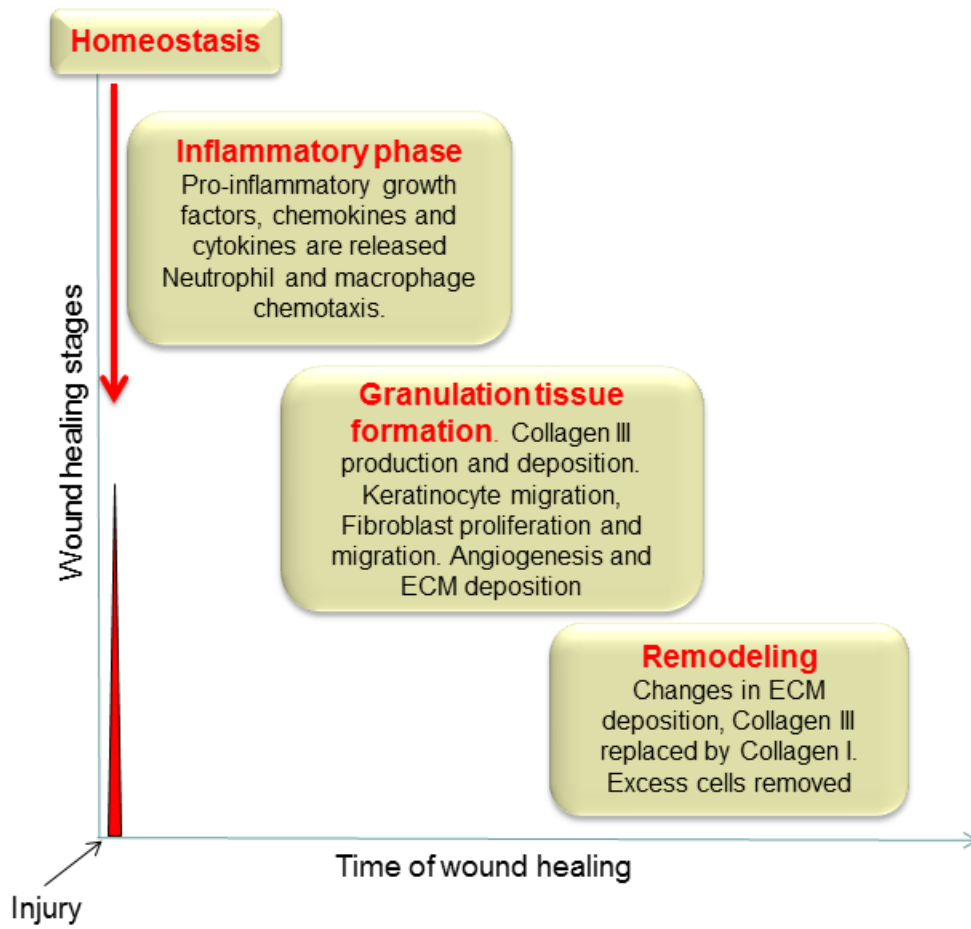 Homeostasis
Inflammatory phase
Pro-inflammatory growth
factors, chemokines and
cytokines are released
Neutrophil and macrophage
chemotaxis.
Granulation tissue
formation. Collagen III
production and deposition.
Keratinocyte migration,
Fibroblast proliferation and
migration. Angiogenesis and
ECM deposition
Remodeling
Changes in ECM
deposition, Collagen III
replaced by Collagen I.
Excess cells removed
Wound healing stages
Time of wound healing
Injury